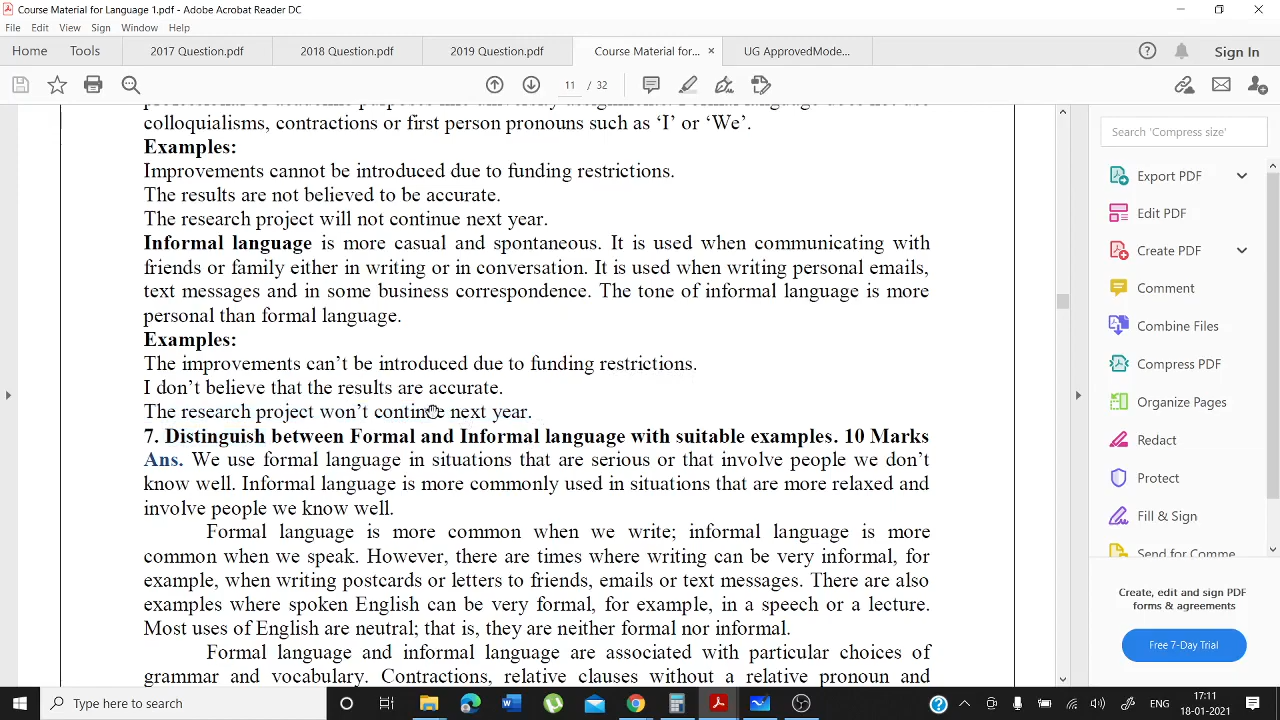 Course Material for Language 1.pdf - Adobe Acrobat Reader DC
File Edit View Sign Window Help
Home Tools 2017 Question.pdf 2018 Question.pdf 2019 Question.pdf Course Material for... × UG ApprovedMode... Sign In
11 / 32
colloquialisms, contractions or first person pronouns such as ‘I’ or ‘We’.
Examples:
Improvements cannot be introduced due to funding restrictions.
The results are not believed to be accurate.
The research project will not continue next year.
Informal language is more casual and spontaneous. It is used when communicating with
friends or family either in writing or in conversation. It is used when writing personal emails,
text messages and in some business correspondence. The tone of informal language is more
personal than formal language.
Examples:
The improvements can’t be introduced due to funding restrictions.
I don’t believe that the results are accurate.
The research project won’t continue next year.
7. Distinguish between Formal and Informal language with suitable examples. 10 Marks
Ans. We use formal language in situations that are serious or that involve people we don’t
know well. Informal language is more commonly used in situations that are more relaxed and
involve people we know well.
Formal language is more common when we write; informal language is more
common when we speak. However, there are times where writing can be very informal, for
example, when writing postcards or letters to friends, emails or text messages. There are also
examples where spoken English can be very formal, for example, in a speech or a lecture.
Most uses of English are neutral; that is, they are neither formal nor informal.
Formal language and informal language are associated with particular choices of
grammar and vocabulary. Contractions, relative clauses without a relative pronoun and
Search 'Compress size'
Export PDF
Edit PDF
Create PDF
Comment
Combine Files
Compress PDF
Organize Pages
Redact
Protect
Fill & Sign
Send for Comme
Create, edit and sign PDF
forms & agreements
Free 7-Day Trial
Type here to search
ENG
17:11
18-01-2021